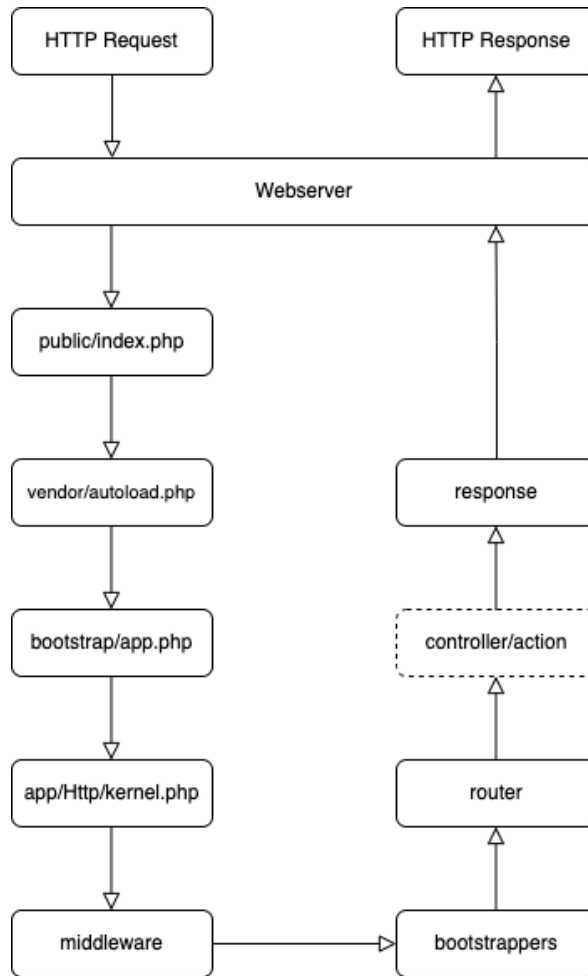 HTTP Request
HTTP Response
Webserver
public/index.php
vendor/autoload.php
response
bootstrap/app.php
controller/action
app/Http/kernel.php
router
middleware
bootstrappers